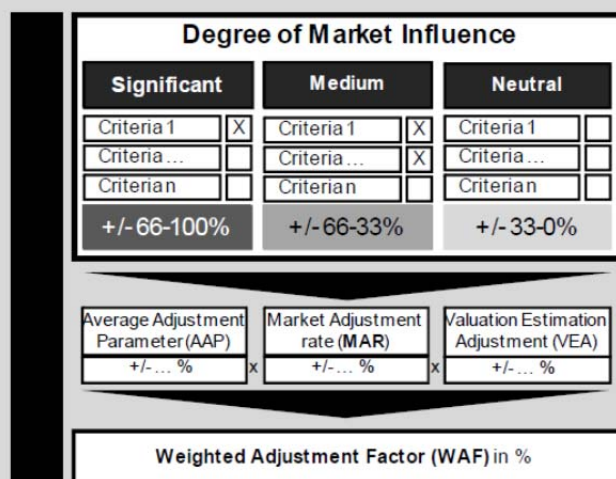 Degree of Market Influence
Significant Medium Neutral
Criteria 1 X Criteria 1 X Criteria 1
Criteria ... Criteria ... X Criteria ...
Criteria n Criteria n Criteria n
+/- 66-100% +/- 66-33% +/- 33-0%
Average Adjustment Market Adjustment Valuation Estimation
Parameter (AAP) rate (MAR) Adjustment (VEA)
+/- ... % x +/- ... % x +/- ... %
Weighted Adjustment Factor (WAF) in %